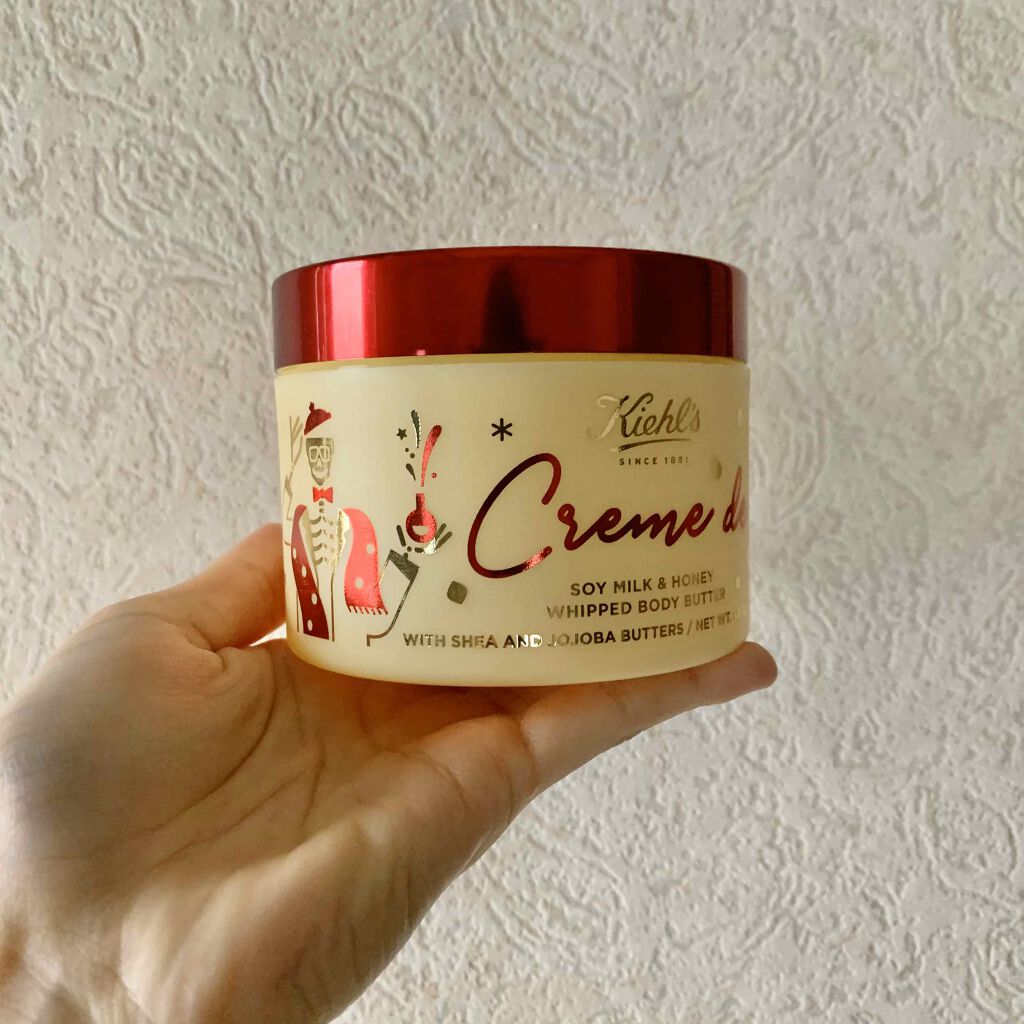 Kiehl's
SINCE 1851
Creme de
SOY MILK & HONEY
WHIPPED BODY BUTTER
WITH SHEA AND JOJOBA BUTTERS / NET WT.